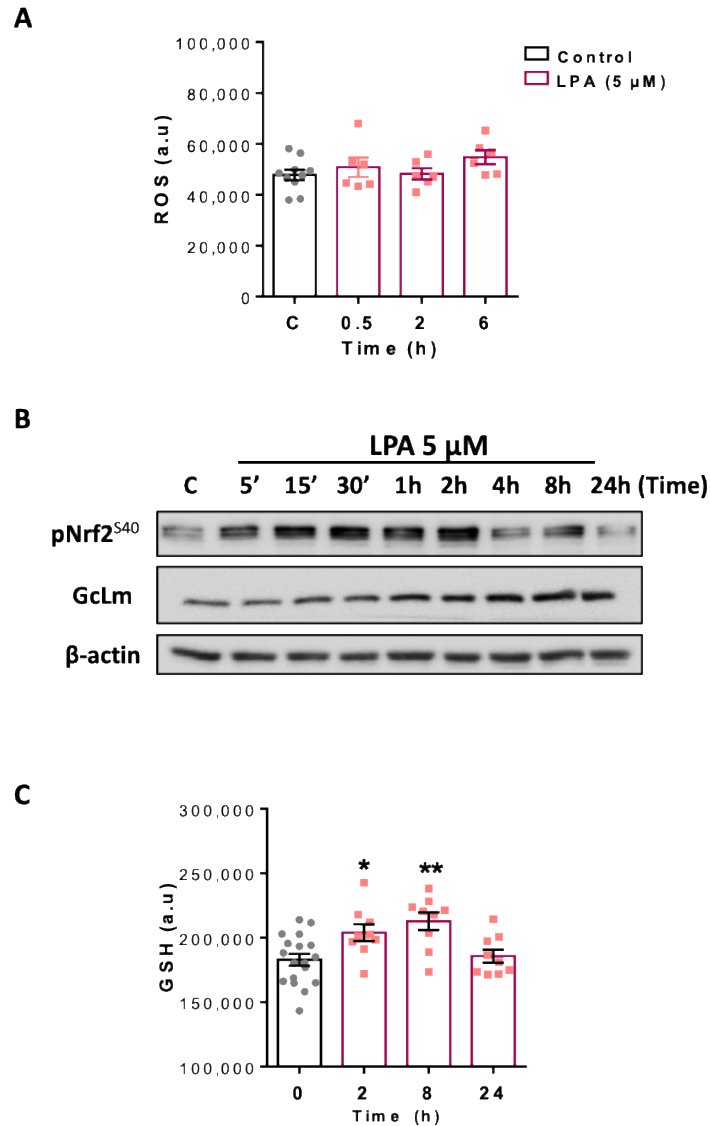 A
100,000
80,000
60,000
40,000
20,000
0
ROS (a.u)
C 0.5 2 6
Time (h)
Control
LPA (5 µM)
B
LPA 5 µM
C 5’ 15’ 30’ 1h 2h 4h 8h 24h (Time)
pNrf2S40
GcLm
β-actin
C
300,000
250,000
200,000
150,000
100,000
GSH (a.u)
* **
0 2 8 24
Time (h)